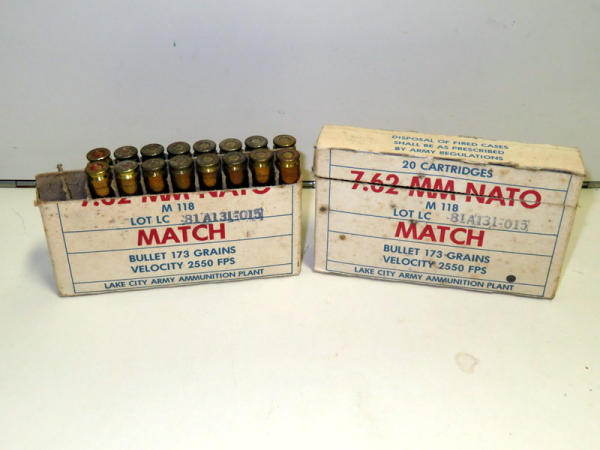 7.62 MM NATO
M 118
LOT LC 81A131-015
MATCH
BULLET 173 GRAINS
VELOCITY 2550 FPS
LAKE CITY ARMY AMMUNITION PLANT
DISPOSAL OF FIRED CASES
SHALL BE AS PRESCRIBED
BY ARMY REGULATIONS
20 CARTRIDGES
7.62 MM NATO
M 118
LOT LC 81A131-015
MATCH
BULLET 173 GRAINS
VELOCITY 2550 FPS
LAKE CITY ARMY AMMUNITION PLANT